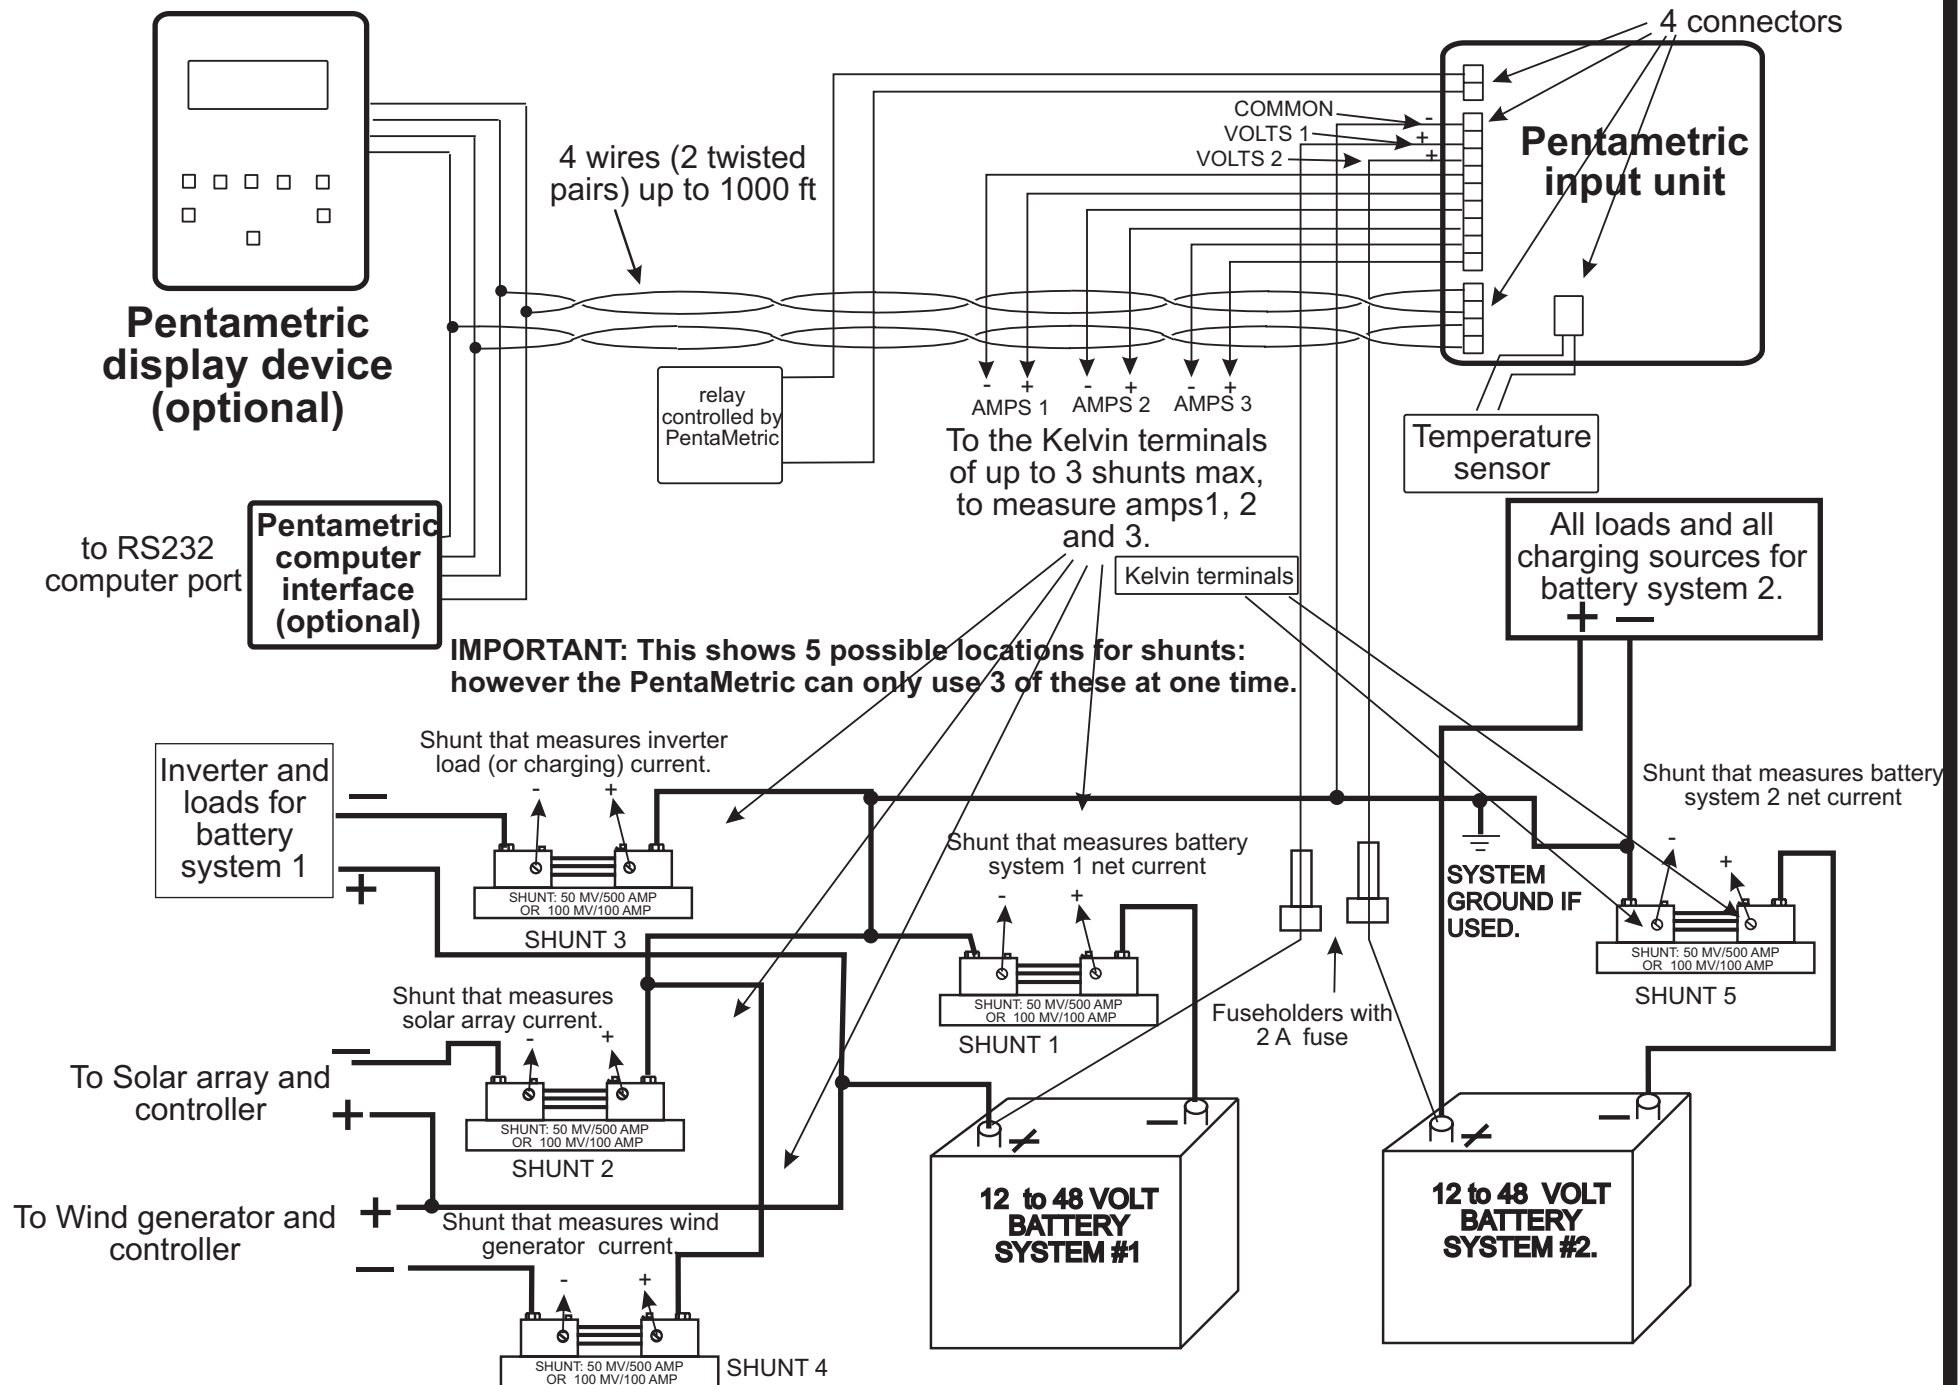 4 connectors
COMMON
-
VOLTS 1
+
VOLTS 2
+
Pentametric
input unit
4 wires (2 twisted
pairs) up to 1000 ft
Pentametric
display device
(optional)
relay
controlled by
PentaMetric
- + - + - +
AMPS 1 AMPS 2 AMPS 3
To the Kelvin terminals
of up to 3 shunts max,
to measure amps1, 2
and 3.
Temperature
sensor
to RS232
computer port
Pentametric
computer
interface
(optional)
Kelvin terminals
All loads and all
charging sources for
battery system 2.
+ —
IMPORTANT: This shows 5 possible locations for shunts:
however the PentaMetric can only use 3 of these at one time.
Inverter and
loads for
battery
system 1
—
+
Shunt that measures inverter
load (or charging) current.
- +
SHUNT: 50 MV/500 AMP
OR 100 MV/100 AMP
SHUNT 3
Shunt that measures battery
system 1 net current
- +
SHUNT: 50 MV/500 AMP
OR 100 MV/100 AMP
SHUNT 1
SYSTEM
GROUND IF
USED.
Shunt that measures battery
system 2 net current
- +
SHUNT: 50 MV/500 AMP
OR 100 MV/100 AMP
SHUNT 5
Fuseholders with
2 A fuse
Shunt that measures
solar array current.
- +
SHUNT: 50 MV/500 AMP
OR 100 MV/100 AMP
SHUNT 2
—
To Solar array and
controller
+
To Wind generator and
controller
+
—
Shunt that measures wind
generator current.
- +
SHUNT: 50 MV/500 AMP
OR 100 MV/100 AMP
SHUNT 4
+ —
12 to 48 VOLT
BATTERY
SYSTEM #1
+ —
12 to 48 VOLT
BATTERY
SYSTEM #2.